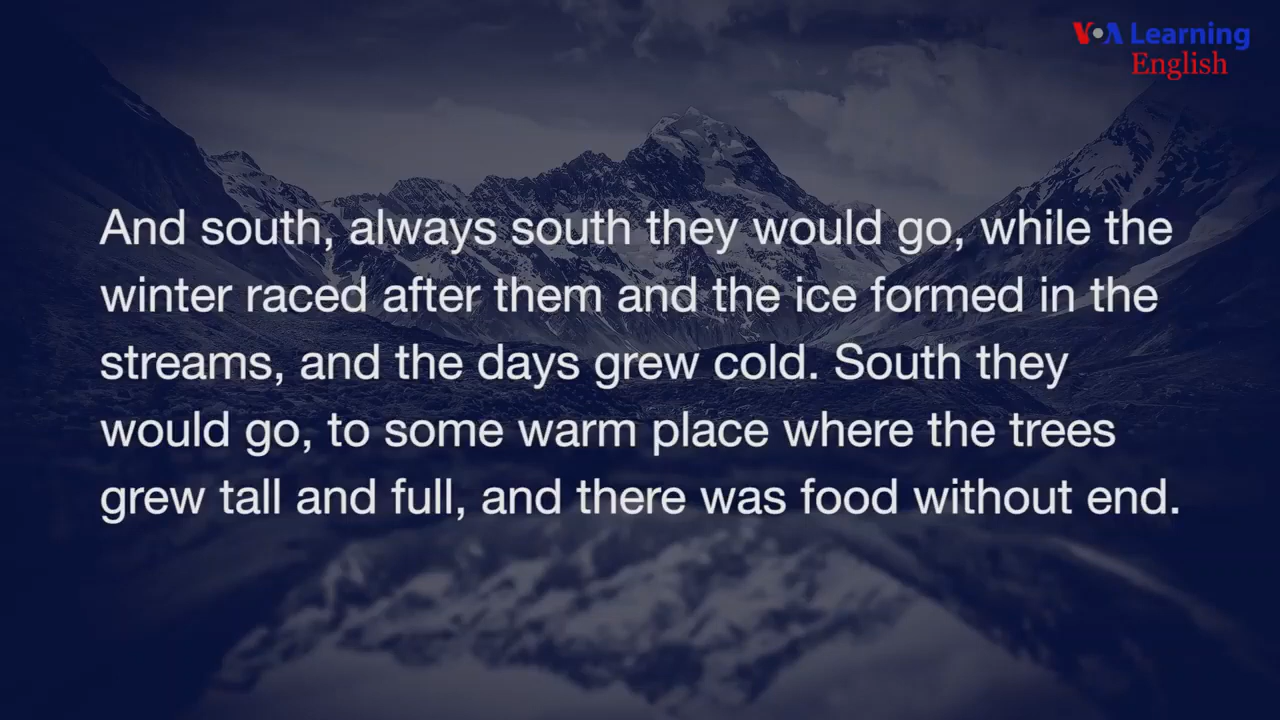 VOA Learning
English
And south, always south they would go, while the
winter raced after them and the ice formed in the
streams, and the days grew cold. South they
would go, to some warm place where the trees
grew tall and full, and there was food without end.